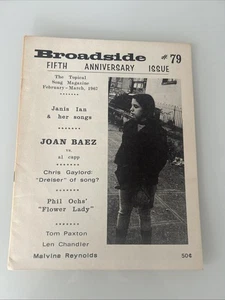 Broadside # 79
FIFTH ANNIVERSARY ISSUE
The Topical
Song Magazine
February - March, 1967
.......
Janis Ian
& her songs
.......
JOAN BAEZ
vs.
al capp
.......
Chris Gaylord:
"Dreiser" of song?
.......
Phil Ochs'
"Flower Lady"
.......
Tom Paxton
Len Chandler
Malvina Reynolds
50¢